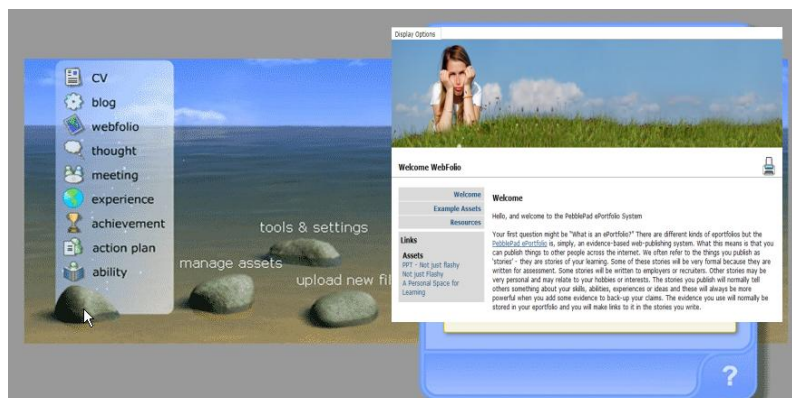 CV
blog
webfolio
thought
meeting
experience
achievement
action plan
ability
tools & settings
manage assets
upload new fil
Display Options
Welcome WebFolio
Welcome
Example Assets
Resources
Links
Assets
PPT - Not just flashy
Not just Flashy
A Personal Space for
Learning
Welcome
Hello, and welcome to the PebblePad ePortfolio System
Your first question might be "What is an ePortfolio?" There are different kinds of eportfolios but the
PebblePad ePortfolio is, simply, an evidence-based web-publishing system. What this means is that you
can publish things to other people across the internet. We often refer to the things you publish as
'stories' - they are stories of your learning. Some of these stories will be very formal because they are
written for assessment. Some stories will be written to employers or recruiters. Other stories may be
very personal and may relate to your hobbies or interests. The stories you publish will normally tell
others something about your skills, abilities, experiences or ideas and these will always be more
powerful when you add some evidence to back-up your claims. The evidence you use will normally be
stored in your eportfolio and you will make links to it in the stories you write.
?